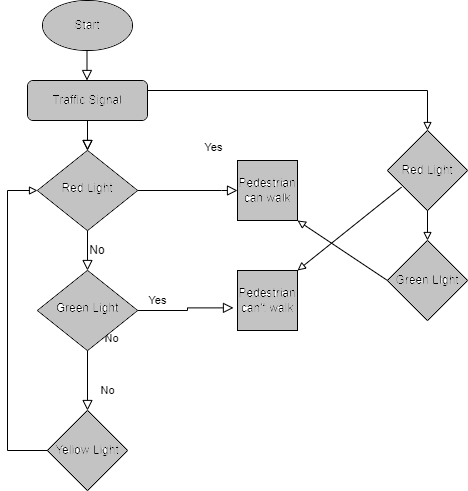 Start
Traffic Signal
Yes
Red Light
Pedestrian
can walk
Red Light
No
Green Light
Yes
Pedestrian
can't walk
Green Light
No
No
Yellow Light